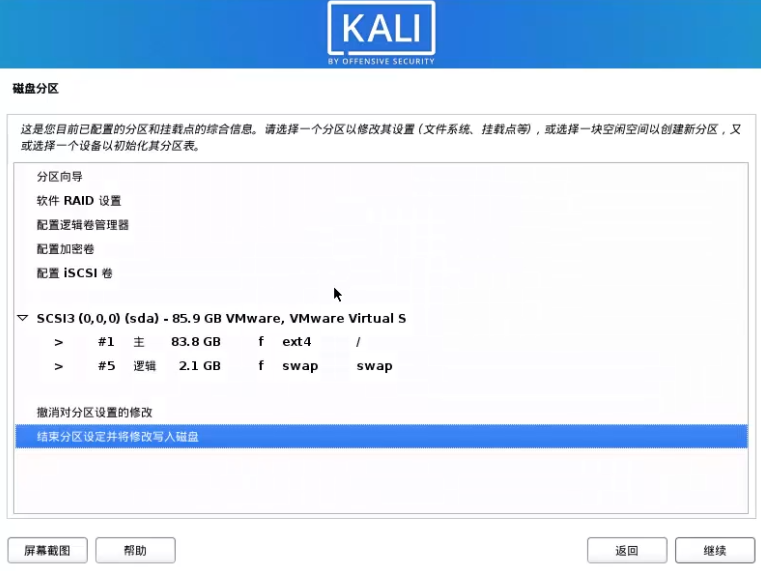 KALI
BY OFFENSIVE SECURITY
磁盘分区
这是您目前已配置的分区和挂载点的综合信息。请选择一个分区以修改其设置（文件系统、挂载点等），或选择一块空闲空间以创建新分区，又
或选择一个设备以初始化其分区表。
分区向导
软件 RAID 设置
配置逻辑卷管理器
配置加密卷
配置 iSCSI 卷
SCSI3 (0,0,0) (sda) - 85.9 GB VMware, VMware Virtual S
> #1 主 83.8 GB f ext4 /
> #5 逻辑 2.1 GB f swap swap
撤消对分区设置的修改
结束分区设定并将修改写入磁盘
屏幕截图 帮助 返回 继续